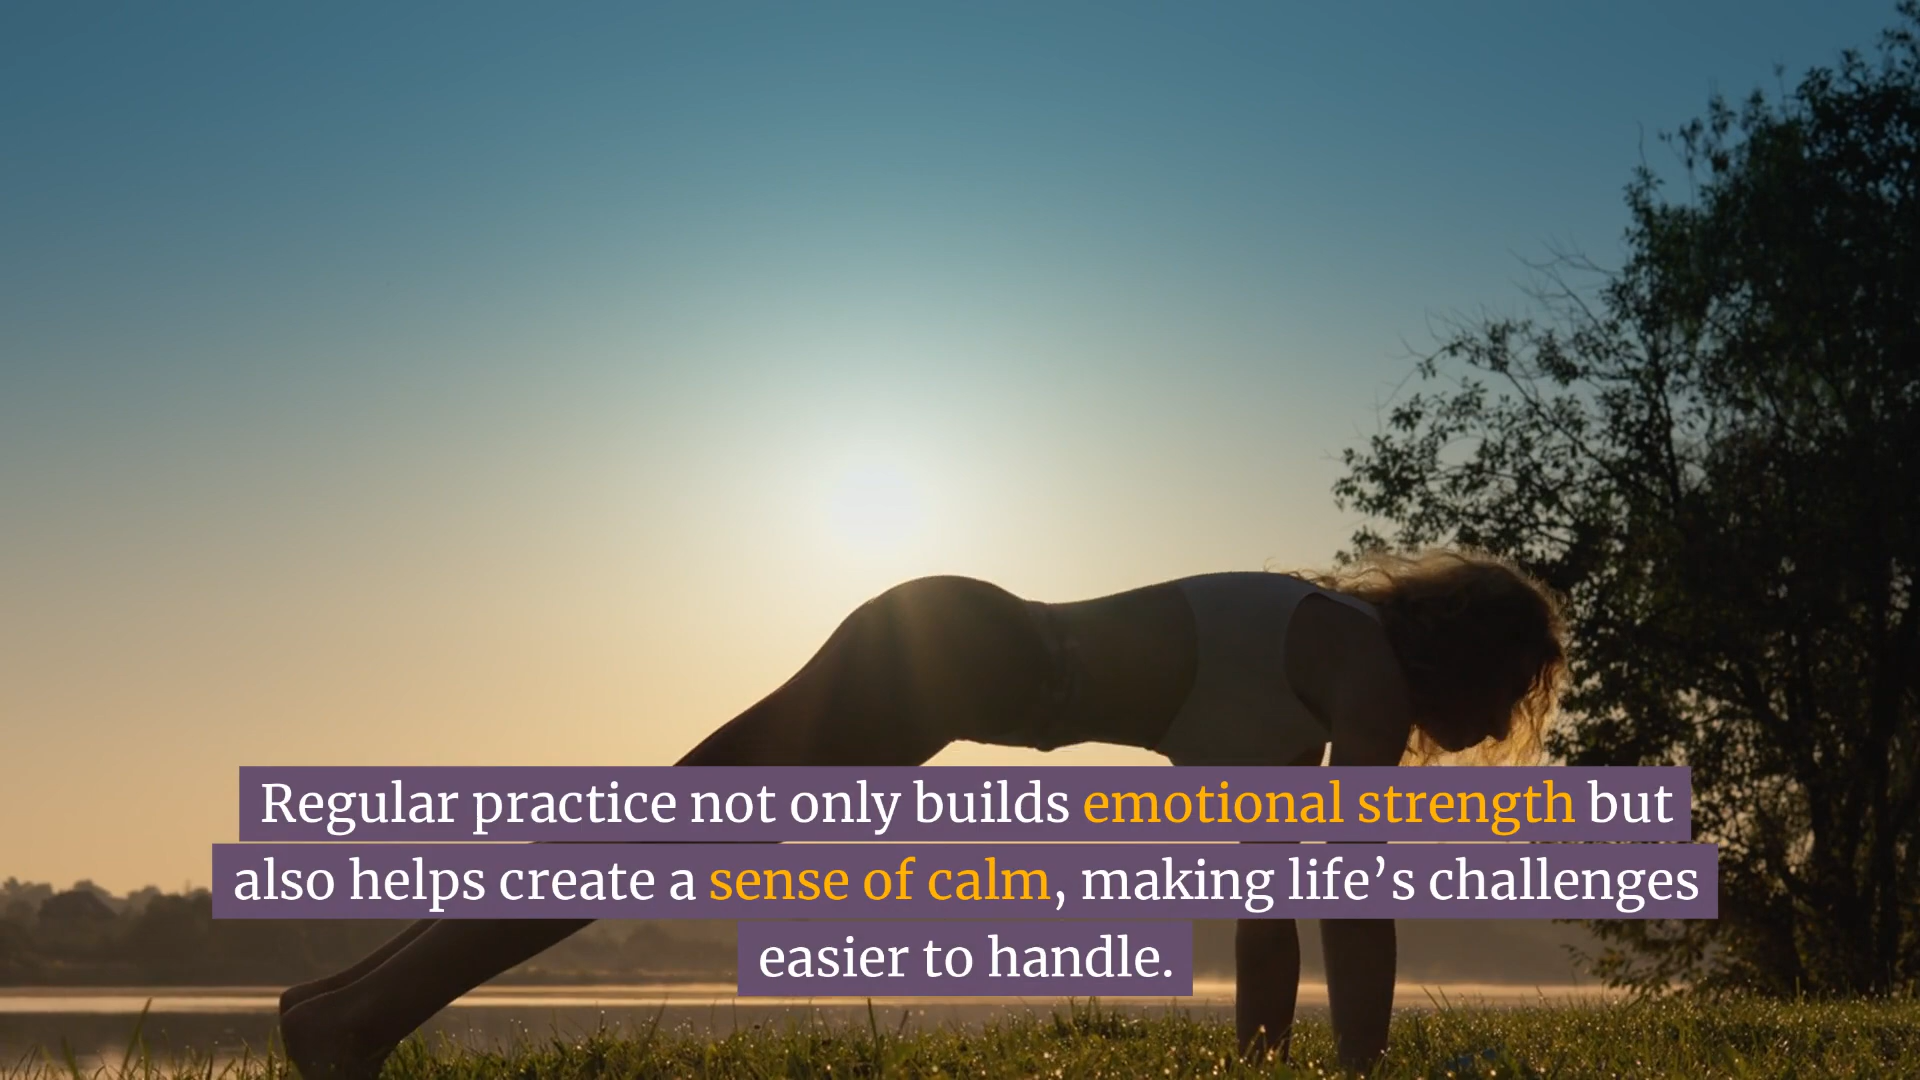 Regular practice not only builds emotional strength but
also helps create a sense of calm, making life’s challenges
easier to handle.